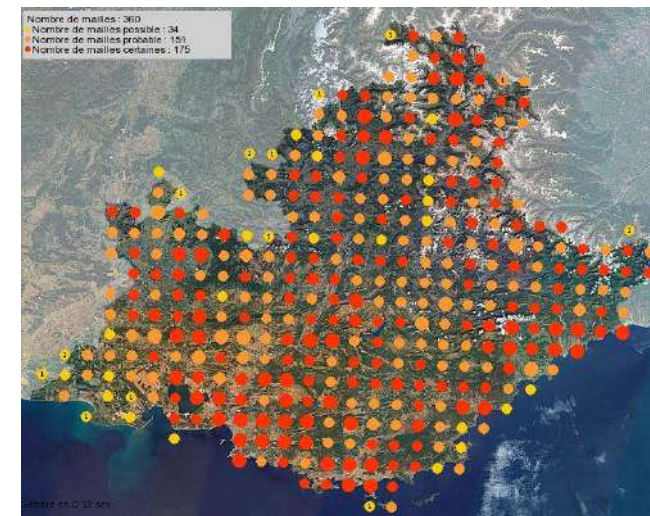 Nombre de mailles : 360
Nombre de mailles possible : 34
Nombre de mailles probable : 151
Nombre de mailles certaines : 175